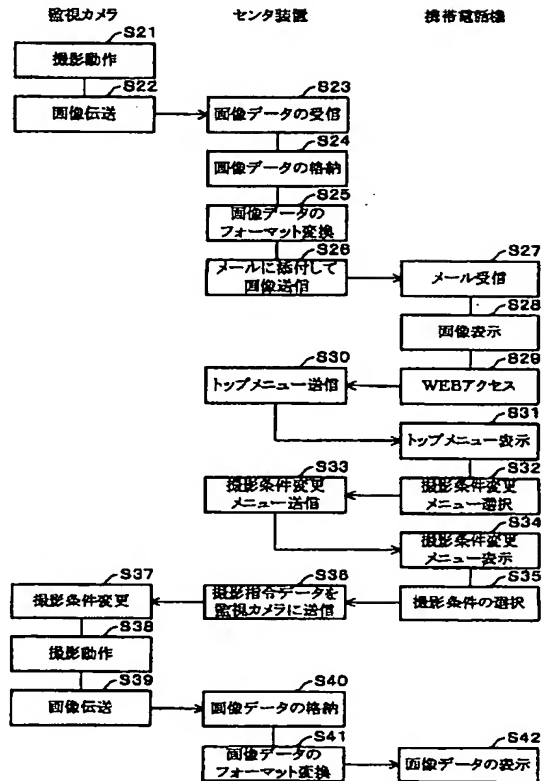 監視カメラ
センタ装置
携帯電話機
S21
撮影動作
S22
画像伝送
S23
画像データの受信
S24
画像データの格納
S25
画像データの
フォーマット変換
S26
メールに添付して
画像送信
S27
メール受信
S28
画像表示
S29
WEBアクセス
S30
トップメニュー送信
S31
トップメニュー表示
S32
撮影条件変更
メニュー選択
S33
撮影条件変更
メニュー送信
S34
撮影条件変更
メニュー表示
S35
撮影条件の選択
S36
撮影指令データを
監視カメラに送信
S37
撮影条件変更
S38
撮影動作
S39
画像伝送
S40
画像データの格納
S41
画像データの
フォーマット変換
S42
画像データの表示